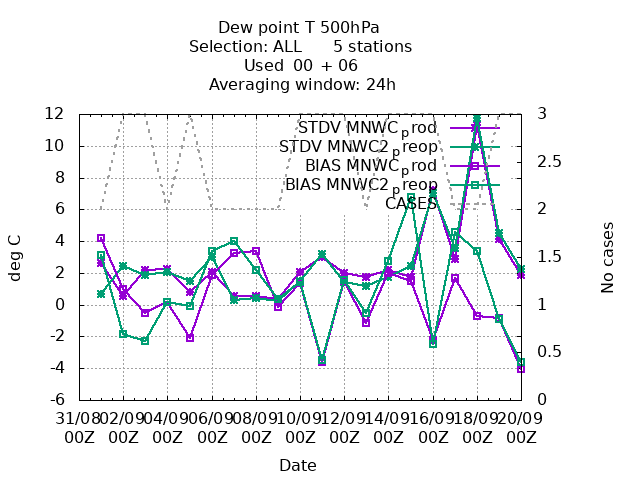 Dew point T 500hPa
Selection: ALL 5 stations
Used 00 + 06
Averaging window: 24h
STDV MNWC_prod
STDV MNWC2_preop
BIAS MNWC_prod
BIAS MNWC2_preop
CASES
12
10
8
6
4
2
0
-2
-4
-6
3
2.5
2
1.5
1
0.5
0
deg C
No cases
31/08 02/09 04/09 06/09 08/09 10/09 12/09 14/09 16/09 18/09 20/09
00Z 00Z 00Z 00Z 00Z 00Z 00Z 00Z 00Z 00Z 00Z
Date